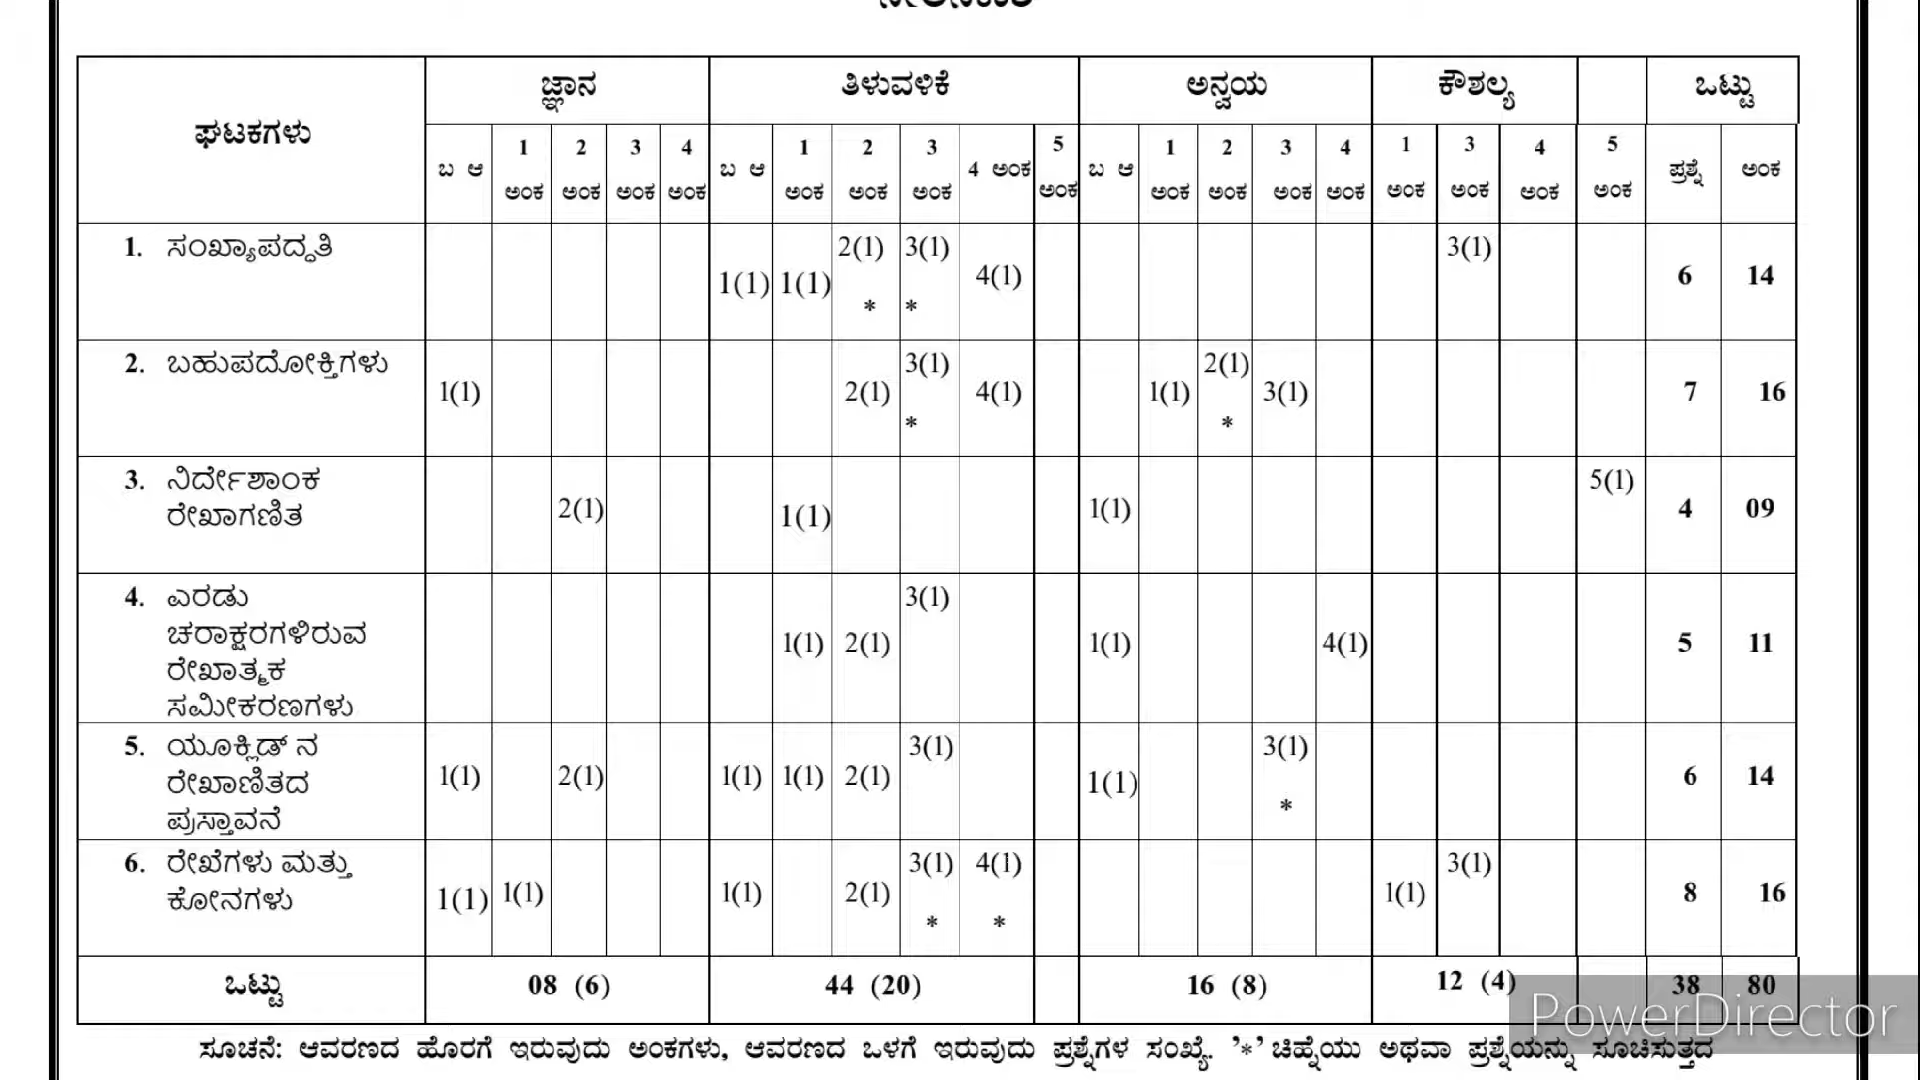 ಘಟಕಗಳು ಜ್ಞಾನ ತಿಳುವಳಿಕೆ ಅನ್ವಯ ಕೌಶಲ್ಯ ಒಟ್ಟು
ಬ ಆ 1 ಅಂಕ 2 ಅಂಕ 3 ಅಂಕ 4 ಅಂಕ ಬ ಆ 1 ಅಂಕ 2 ಅಂಕ 3 ಅಂಕ 4 ಅಂಕ 5 ಅಂಕ ಬ ಆ 1 ಅಂಕ 2 ಅಂಕ 3 ಅಂಕ 4 ಅಂಕ 1 ಅಂಕ 3 ಅಂಕ 4 ಅಂಕ 5 ಅಂಕ ಪ್ರಶ್ನೆ ಅಂಕ
1. ಸಂಖ್ಯಾಪದ್ಧತಿ 1(1) 1(1) 2(1) * 3(1) * 4(1) 3(1) 6 14
2. ಬಹುಪದೋಕ್ತಿಗಳು 1(1) 2(1) 3(1) * 4(1) 1(1) 2(1) * 3(1) 7 16
3. ನಿರ್ದೇಶಾಂಕ
ರೇಖಾಗಣಿತ 2(1) 1(1) 1(1) 5(1) 4 09
4. ಎರಡು
ಚರಾಕ್ಷರಗಳಿರುವ
ರೇಖಾತ್ಮಕ
ಸಮೀಕರಣಗಳು 1(1) 2(1) 3(1) 1(1) 4(1) 5 11
5. ಯೂಕ್ಲಿಡ್ ನ
ರೇಖಾಣಿತದ
ಪ್ರಸ್ತಾವನೆ 1(1) 2(1) 1(1) 1(1) 2(1) 3(1) 1(1) 3(1) * 6 14
6. ರೇಖೆಗಳು ಮತ್ತು
ಕೋನಗಳು 1(1) 1(1) 1(1) 2(1) 3(1) * 4(1) * 1(1) 3(1) 8 16
ಒಟ್ಟು 08 (6) 44 (20) 16 (8) 12 (4) 38 80
PowerDirector
ಸೂಚನೆ: ಆವರಣದ ಹೊರಗೆ ಇರುವುದು ಅಂಕಗಳು, ಆವರಣದ ಒಳಗೆ ಇರುವುದು ಪ್ರಶ್ನೆಗಳ ಸಂಖ್ಯೆ. '*' ಚಿಹ್ನೆಯು ಅಥವಾ ಪ್ರಶ್ನೆಯನ್ನು ಸೂಚಿಸುತ್ತದ